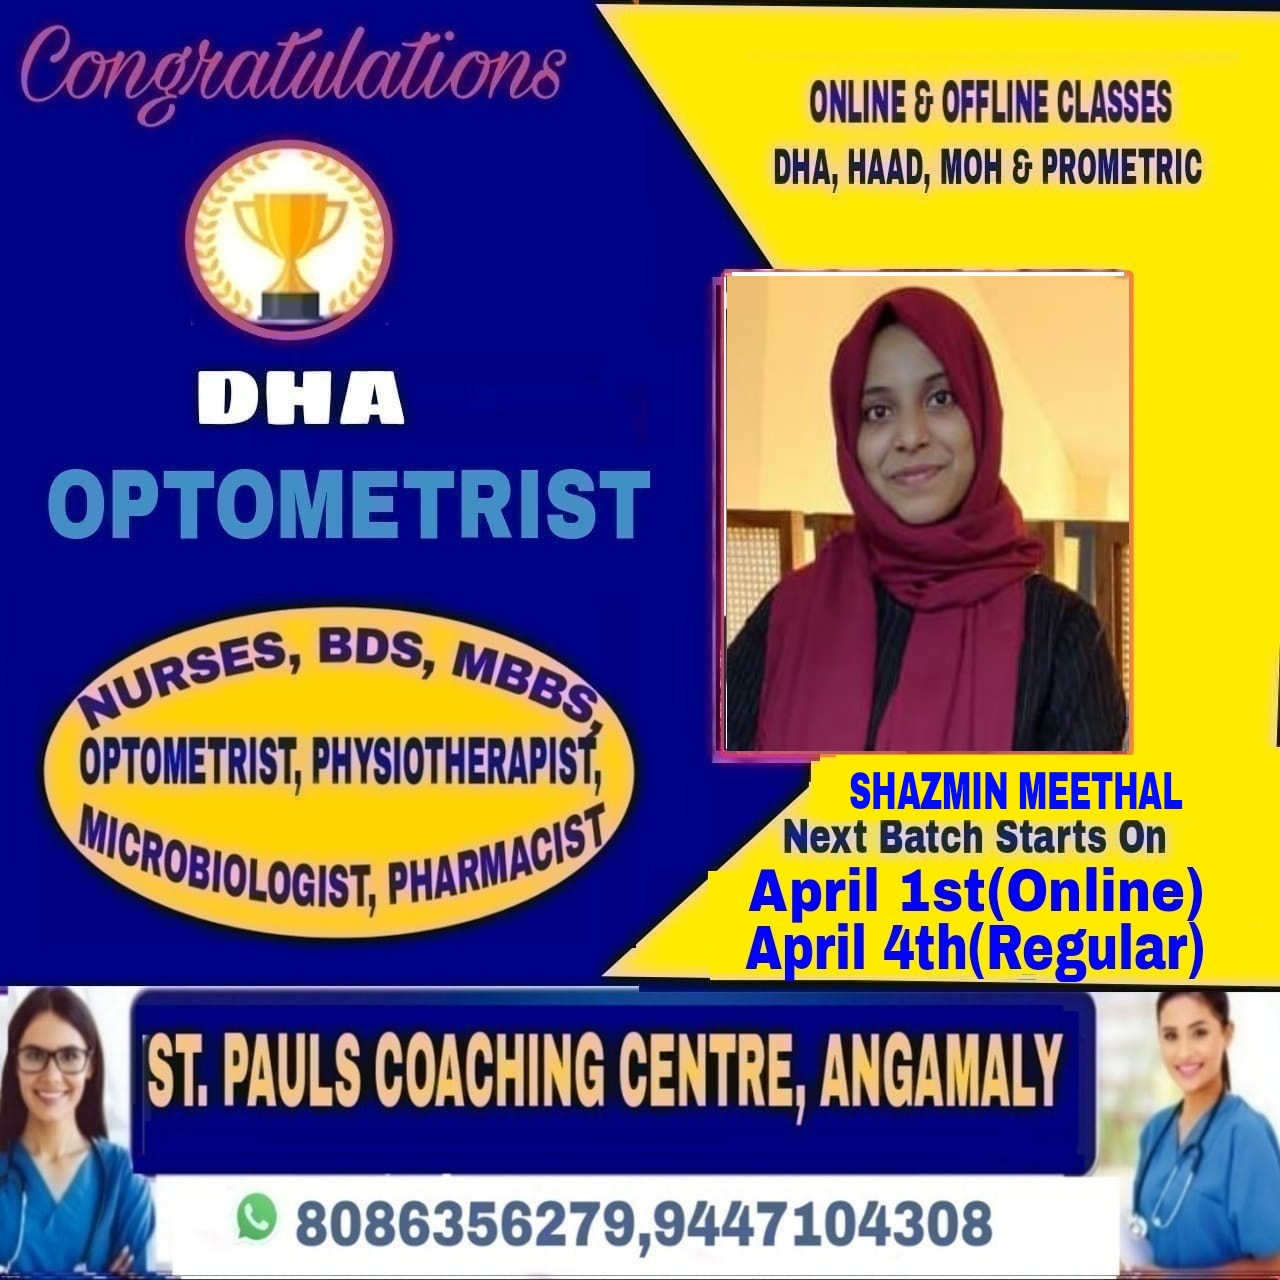 Congratulations
DHA
OPTOMETRIST
NURSES, BDS, MBBS,
OPTOMETRIST, PHYSIOTHERAPIST,
MICROBIOLOGIST, PHARMACIST
ONLINE & OFFLINE CLASSES
DHA, HAAD, MOH & PROMETRIC
SHAZMIN MEETHAL
Next Batch Starts On
April 1st(Online)
April 4th(Regular)
ST. PAULS COACHING CENTRE, ANGAMALY
8086356279,9447104308